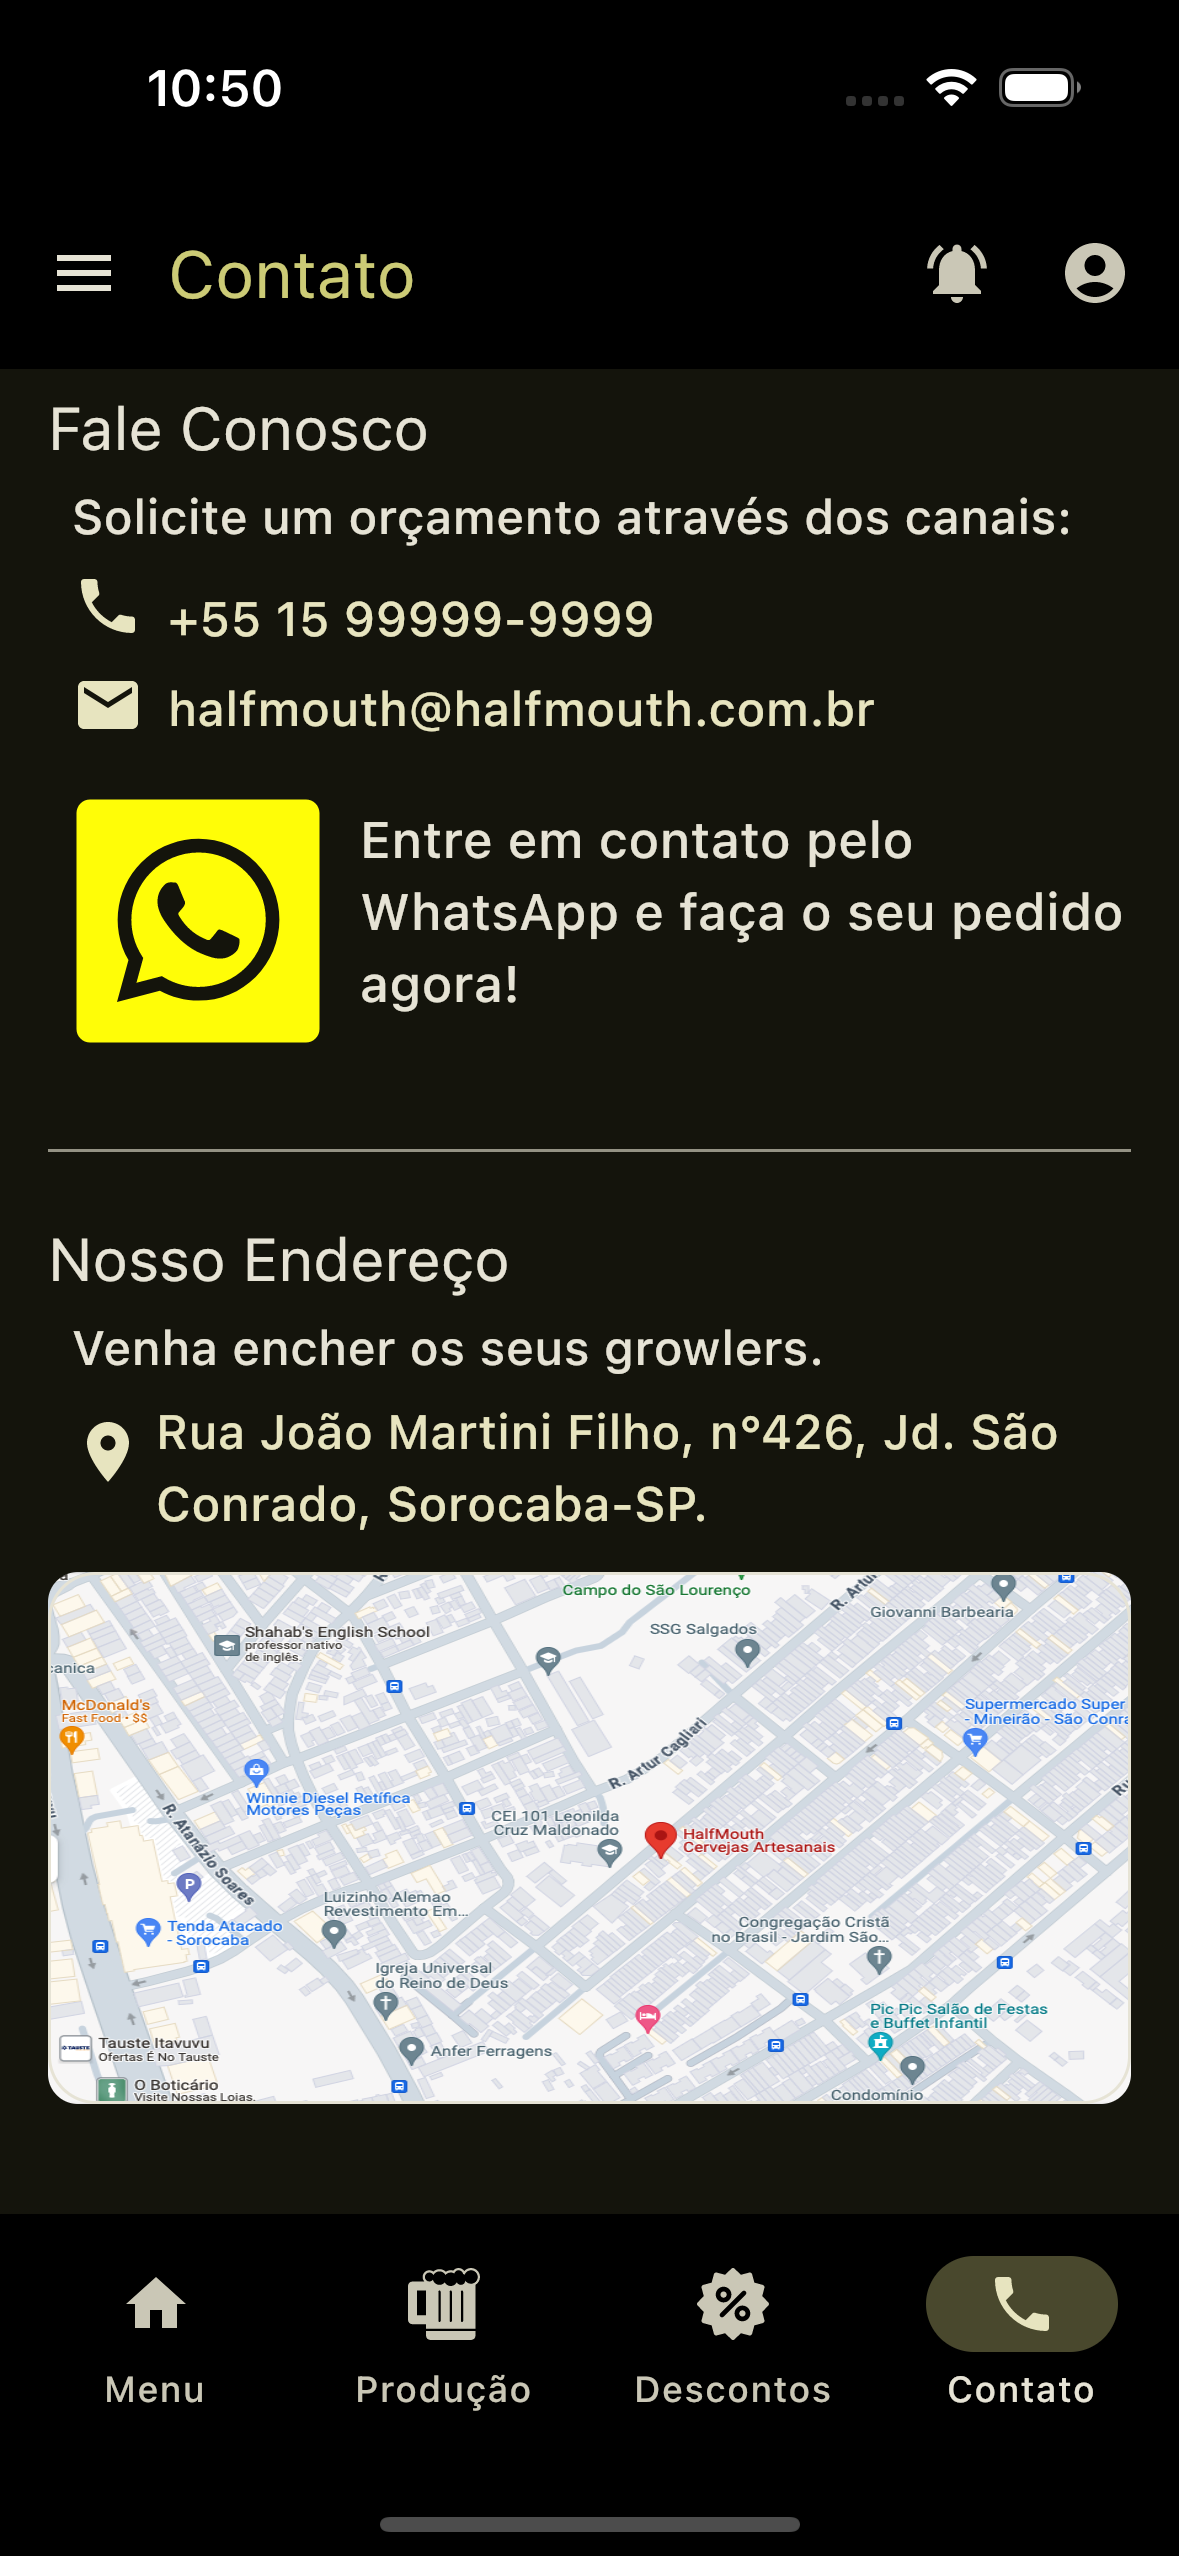 10:50
Contato
Fale Conosco
Solicite um orçamento através dos canais:
+55 15 99999-9999
halfmouth@halfmouth.com.br
Entre em contato pelo
WhatsApp e faça o seu pedido
agora!
Nosso Endereço
Venha encher os seus growlers.
Rua João Martini Filho, n°426, Jd. São
Conrado, Sorocaba-SP.
Campo do São Lourenço
R. Artur
Giovanni Barbearia
Shahab's English School
professor nativo
de inglês.
SSG Salgados
anica
McDonald's
Fast Food • $$
Supermercado Super
- Mineirão - São Conra
R. Artur Cagliari
Winnie Diesel Retífica
Motores Peças
CEI 101 Leonilda
Cruz Maldonado
HalfMouth
Cervejas Artesanais
R. Atanázio Soares
P
Luizinho Alemao
Revestimento Em...
Tenda Atacado
- Sorocaba
Congregação Cristã
no Brasil - Jardim São...
Igreja Universal
do Reino de Deus
Pic Pic Salão de Festas
e Buffet Infantil
TAUSTE
Tauste Itavuvu
Ofertas É No Tauste
Anfer Ferragens
O Boticário
Visite Nossas Lojas.
Condomínio
Menu
Produção
Descontos
Contato